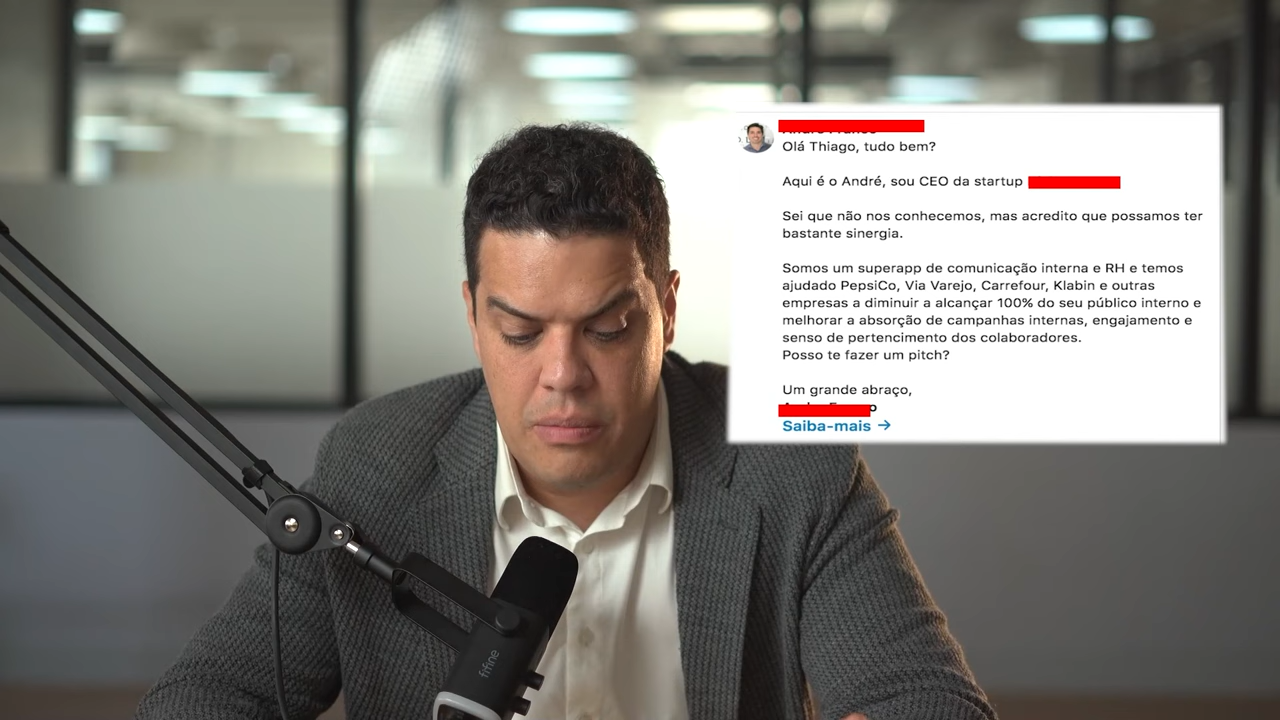 Olá Thiago, tudo bem?
Aqui é o André, sou CEO da startup
Sei que não nos conhecemos, mas acredito que possamos ter
bastante sinergia.
Somos um superapp de comunicação interna e RH e temos
ajudado PepsiCo, Via Varejo, Carrefour, Klabin e outras
empresas a diminuir a alcançar 100% do seu público interno e
melhorar a absorção de campanhas internas, engajamento e
senso de pertencimento dos colaboradores.
Posso te fazer um pitch?
Um grande abraço,
Saiba-mais →
fifine